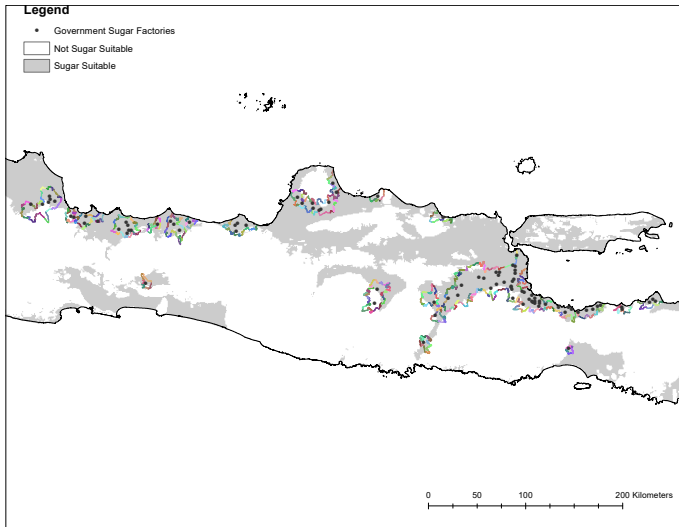 Legend
Government Sugar Factories
Not Sugar Suitable
Sugar Suitable
0 50 100 200 Kilometers